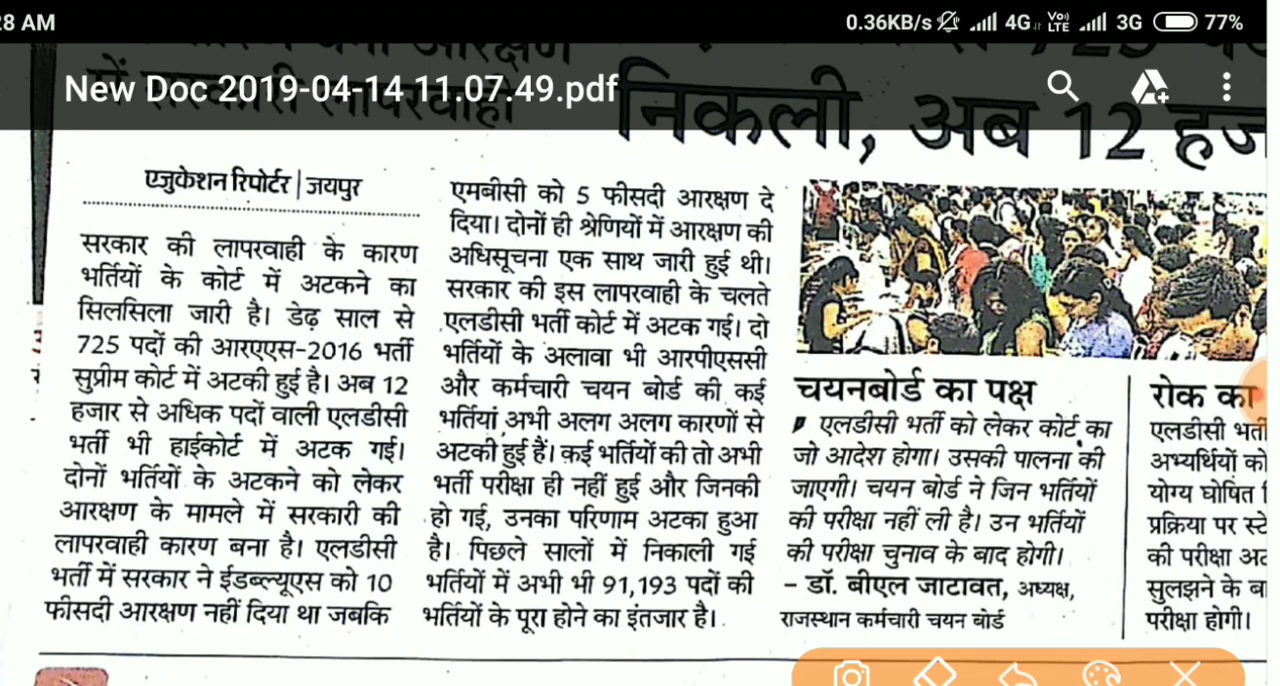 :28 AM
0.36KB/s 4G VoLTE 3G 77%
New Doc 2019-04-14 11.07.49.pdf
में सरकारी लापरवाही
निकली, अब 12 हज
एजुकेशन रिपोर्टर | जयपुर
सरकार की लापरवाही के कारण
भर्तियों के कोर्ट में अटकने का
सिलसिला जारी है। डेढ़ साल से
725 पदों की आरएएस-2016 भर्ती
सुप्रीम कोर्ट में अटकी हुई है। अब 12
हजार से अधिक पदों वाली एलडीसी
भर्ती भी हाईकोर्ट में अटक गई।
दोनों भर्तियों के अटकने को लेकर
आरक्षण के मामले में सरकारी की
लापरवाही कारण बना है। एलडीसी
भर्ती में सरकार ने ईडब्ल्यूएस को 10
फीसदी आरक्षण नहीं दिया था जबकि
एमबीसी को 5 फीसदी आरक्षण दे
दिया। दोनों ही श्रेणियों में आरक्षण की
अधिसूचना एक साथ जारी हुई थी।
सरकार की इस लापरवाही के चलते
एलडीसी भर्ती कोर्ट में अटक गई। दो
भर्तियों के अलावा भी आरपीएससी
और कर्मचारी चयन बोर्ड की कई
भर्तियां अभी अलग अलग कारणों से
अटकी हुई हैं। कई भर्तियों की तो अभी
भर्ती परीक्षा ही नहीं हुई और जिनकी
हो गई, उनका परिणाम अटका हुआ
है। पिछले सालों में निकाली गई
भर्तियों में अभी भी 91,193 पदों की
भर्तियों के पूरा होने का इंतजार है।
चयनबोर्ड का पक्ष
एलडीसी भर्ती को लेकर कोर्ट का
जो आदेश होगा। उसकी पालना की
जाएगी। चयन बोर्ड ने जिन भर्तियों
की परीक्षा नहीं ली है। उन भर्तियों
की परीक्षा चुनाव के बाद होगी।
- डॉ. बीएल जाटावत, अध्यक्ष,
राजस्थान कर्मचारी चयन बोर्ड
रोक का
एलडीसी भर्ती
अभ्यर्थियों को
योग्य घोषित
प्रक्रिया पर स्टे
की परीक्षा अट
सुलझने के बा
परीक्षा होगी।